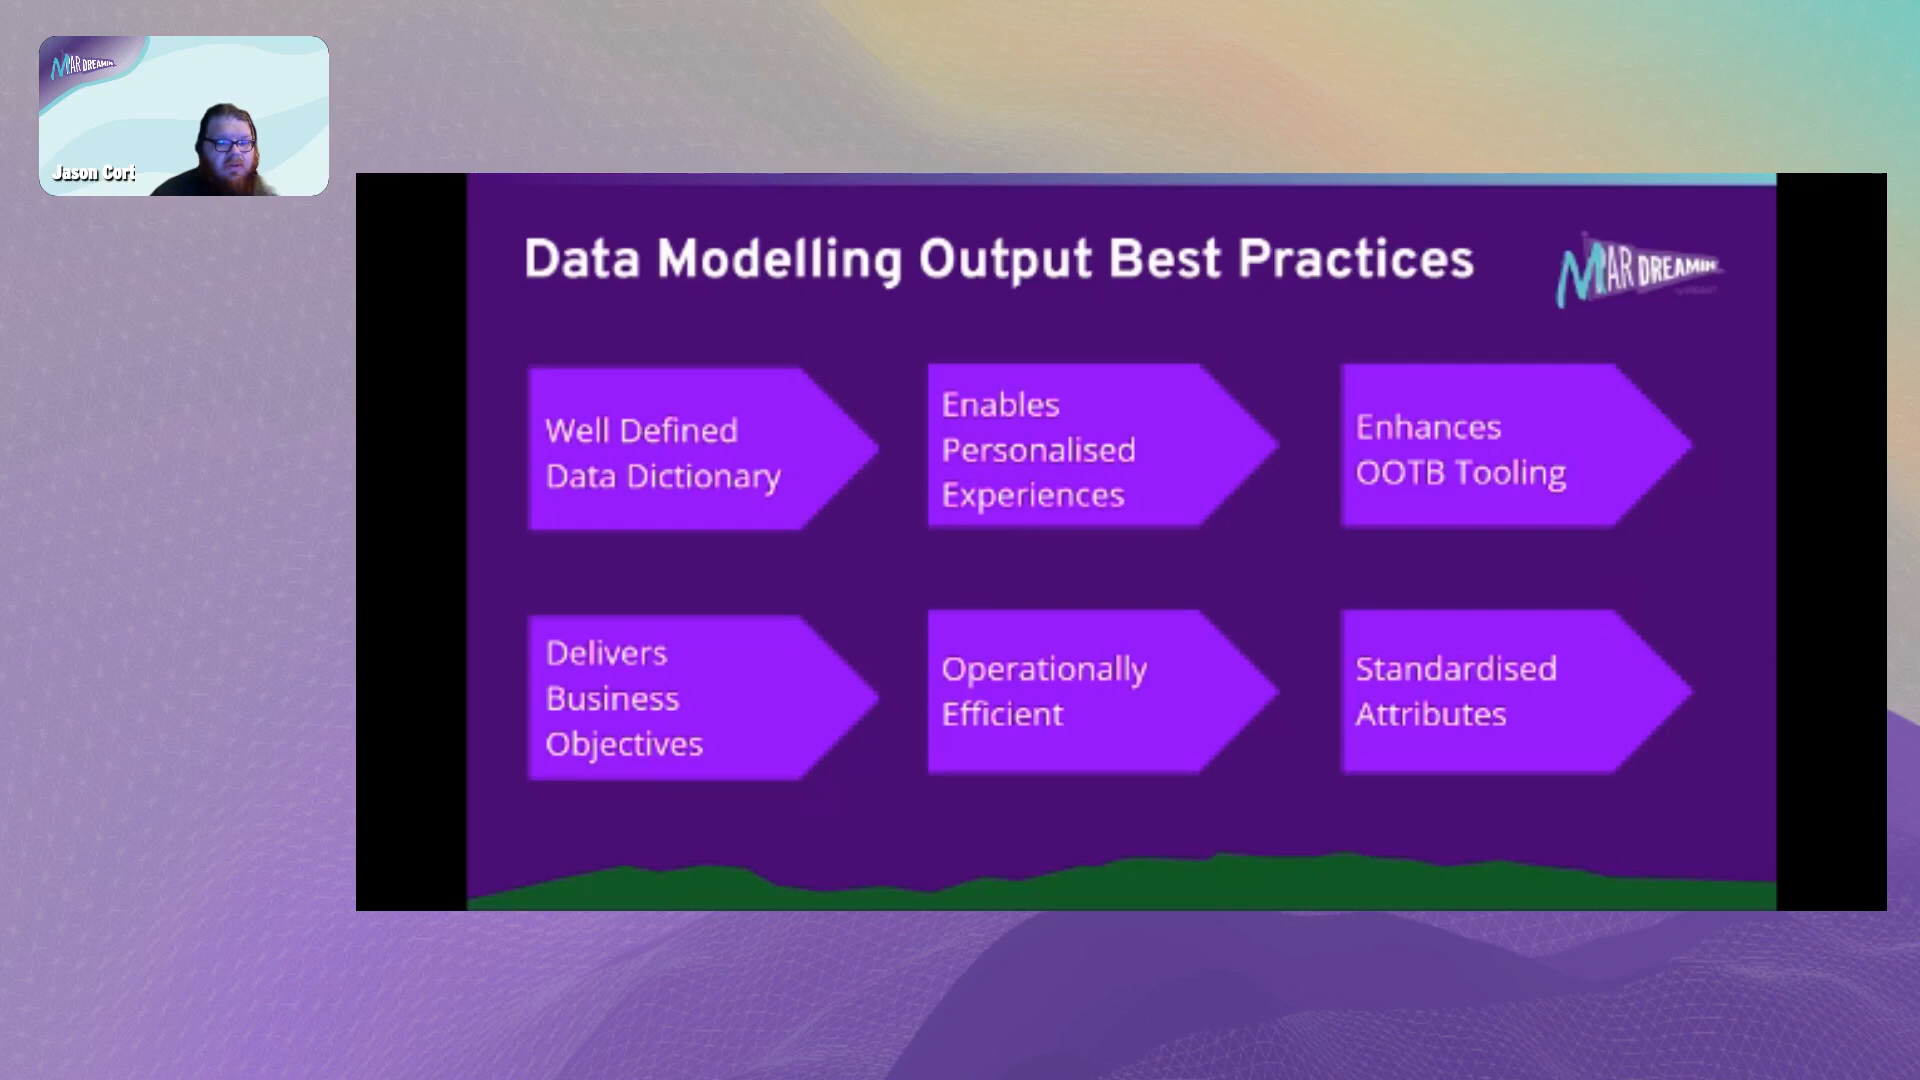 MAR DREAMIN'
Jason Cort
Data Modelling Output Best Practices
MAR DREAMIN'
Well Defined
Data Dictionary
Enables
Personalised
Experiences
Enhances
OOTB Tooling
Delivers
Business
Objectives
Operationally
Efficient
Standardised
Attributes